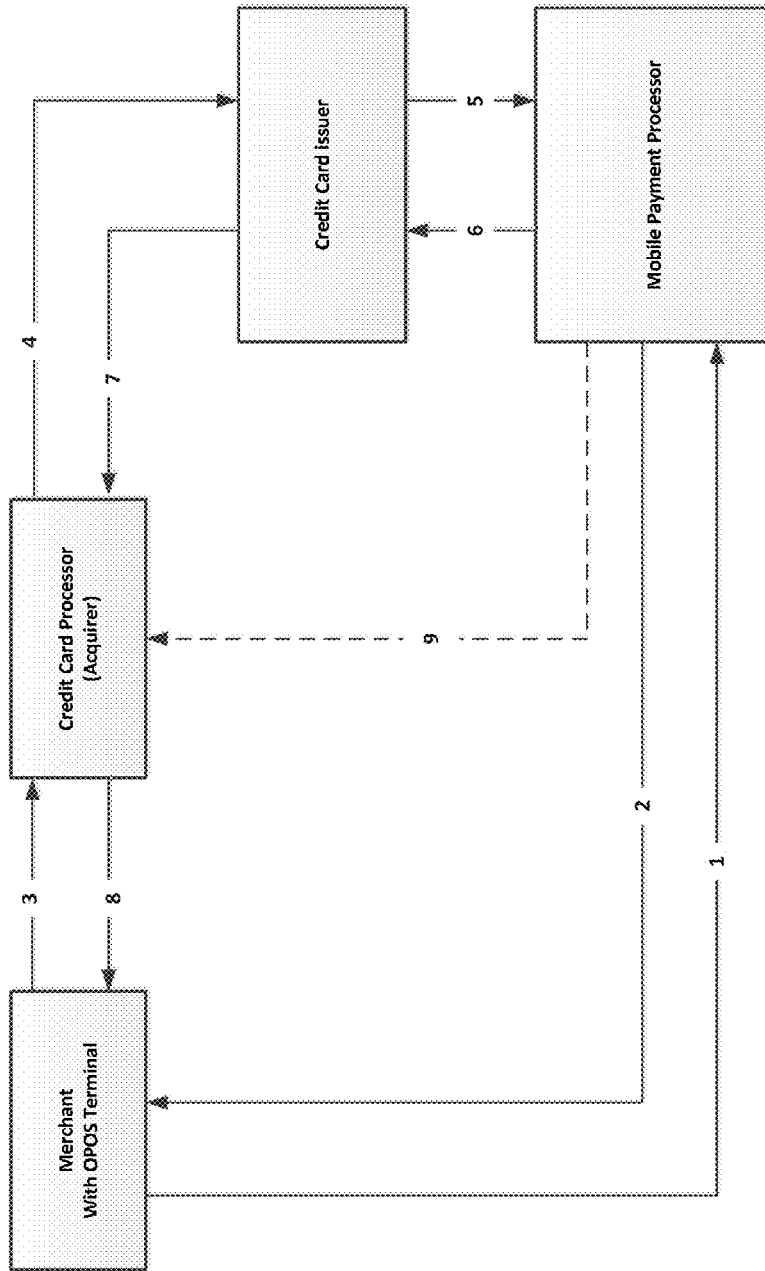 Merchant
With OPOS Terminal
3
8
Credit Card Processor
(Acquirer)
4
7
Credit Card Issuer
5
6
Mobile Payment Processor
9
2
1